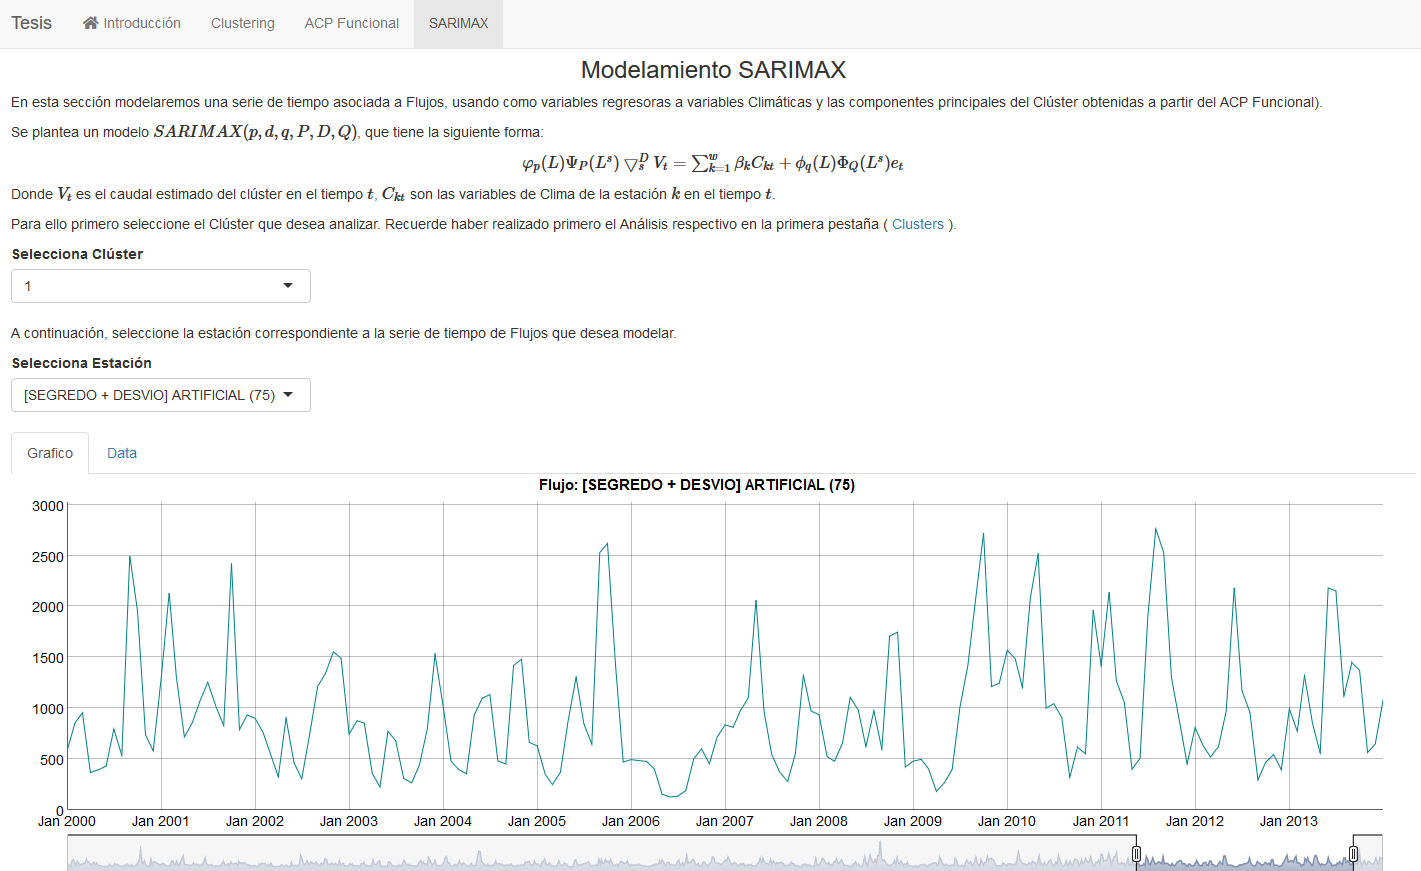 Tesis Introducción Clustering ACP Funcional SARIMAX
Modelamiento SARIMAX
En esta sección modelaremos una serie de tiempo asociada a Flujos, usando como variables regresoras a variables Climáticas y las componentes principales del Clúster obtenidas a partir del ACP Funcional).
Se plantea un modelo SARIMAX(p, d, q, P, D, Q), que tiene la siguiente forma:
φ_p(L)Ψ_P(L^s) ▽_s^D V_t = ∑_{k=1}^w β_k C_{kt} + ϕ_q(L)Φ_Q(L^s)e_t
Donde V_t es el caudal estimado del clúster en el tiempo t, C_{kt} son las variables de Clima de la estación k en el tiempo t.
Para ello primero seleccione el Clúster que desea analizar. Recuerde haber realizado primero el Análisis respectivo en la primera pestaña ( Clusters ).
Selecciona Clúster
1
A continuación, seleccione la estación correspondiente a la serie de tiempo de Flujos que desea modelar.
Selecciona Estación
[SEGREDO + DESVIO] ARTIFICIAL (75)
Grafico Data
Flujo: [SEGREDO + DESVIO] ARTIFICIAL (75)
3000
2500
2000
1500
1000
500
0
Jan 2000 Jan 2001 Jan 2002 Jan 2003 Jan 2004 Jan 2005 Jan 2006 Jan 2007 Jan 2008 Jan 2009 Jan 2010 Jan 2011 Jan 2012 Jan 2013